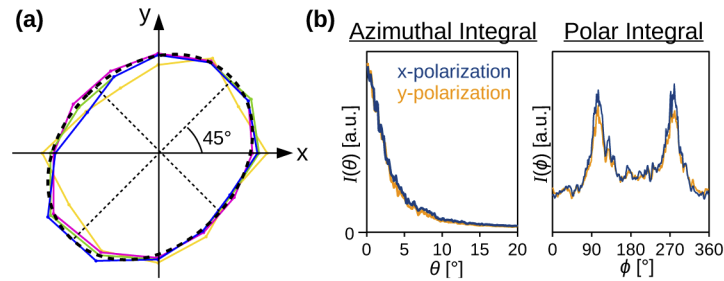 (a)
y
45°
x
(b)
Azimuthal Integral
Polar Integral
x-polarization
y-polarization
I(θ) [a.u.]
0
0 5 10 15 20
θ [°]
I(ϕ) [a.u.]
0 90 180 270 360
ϕ [°]